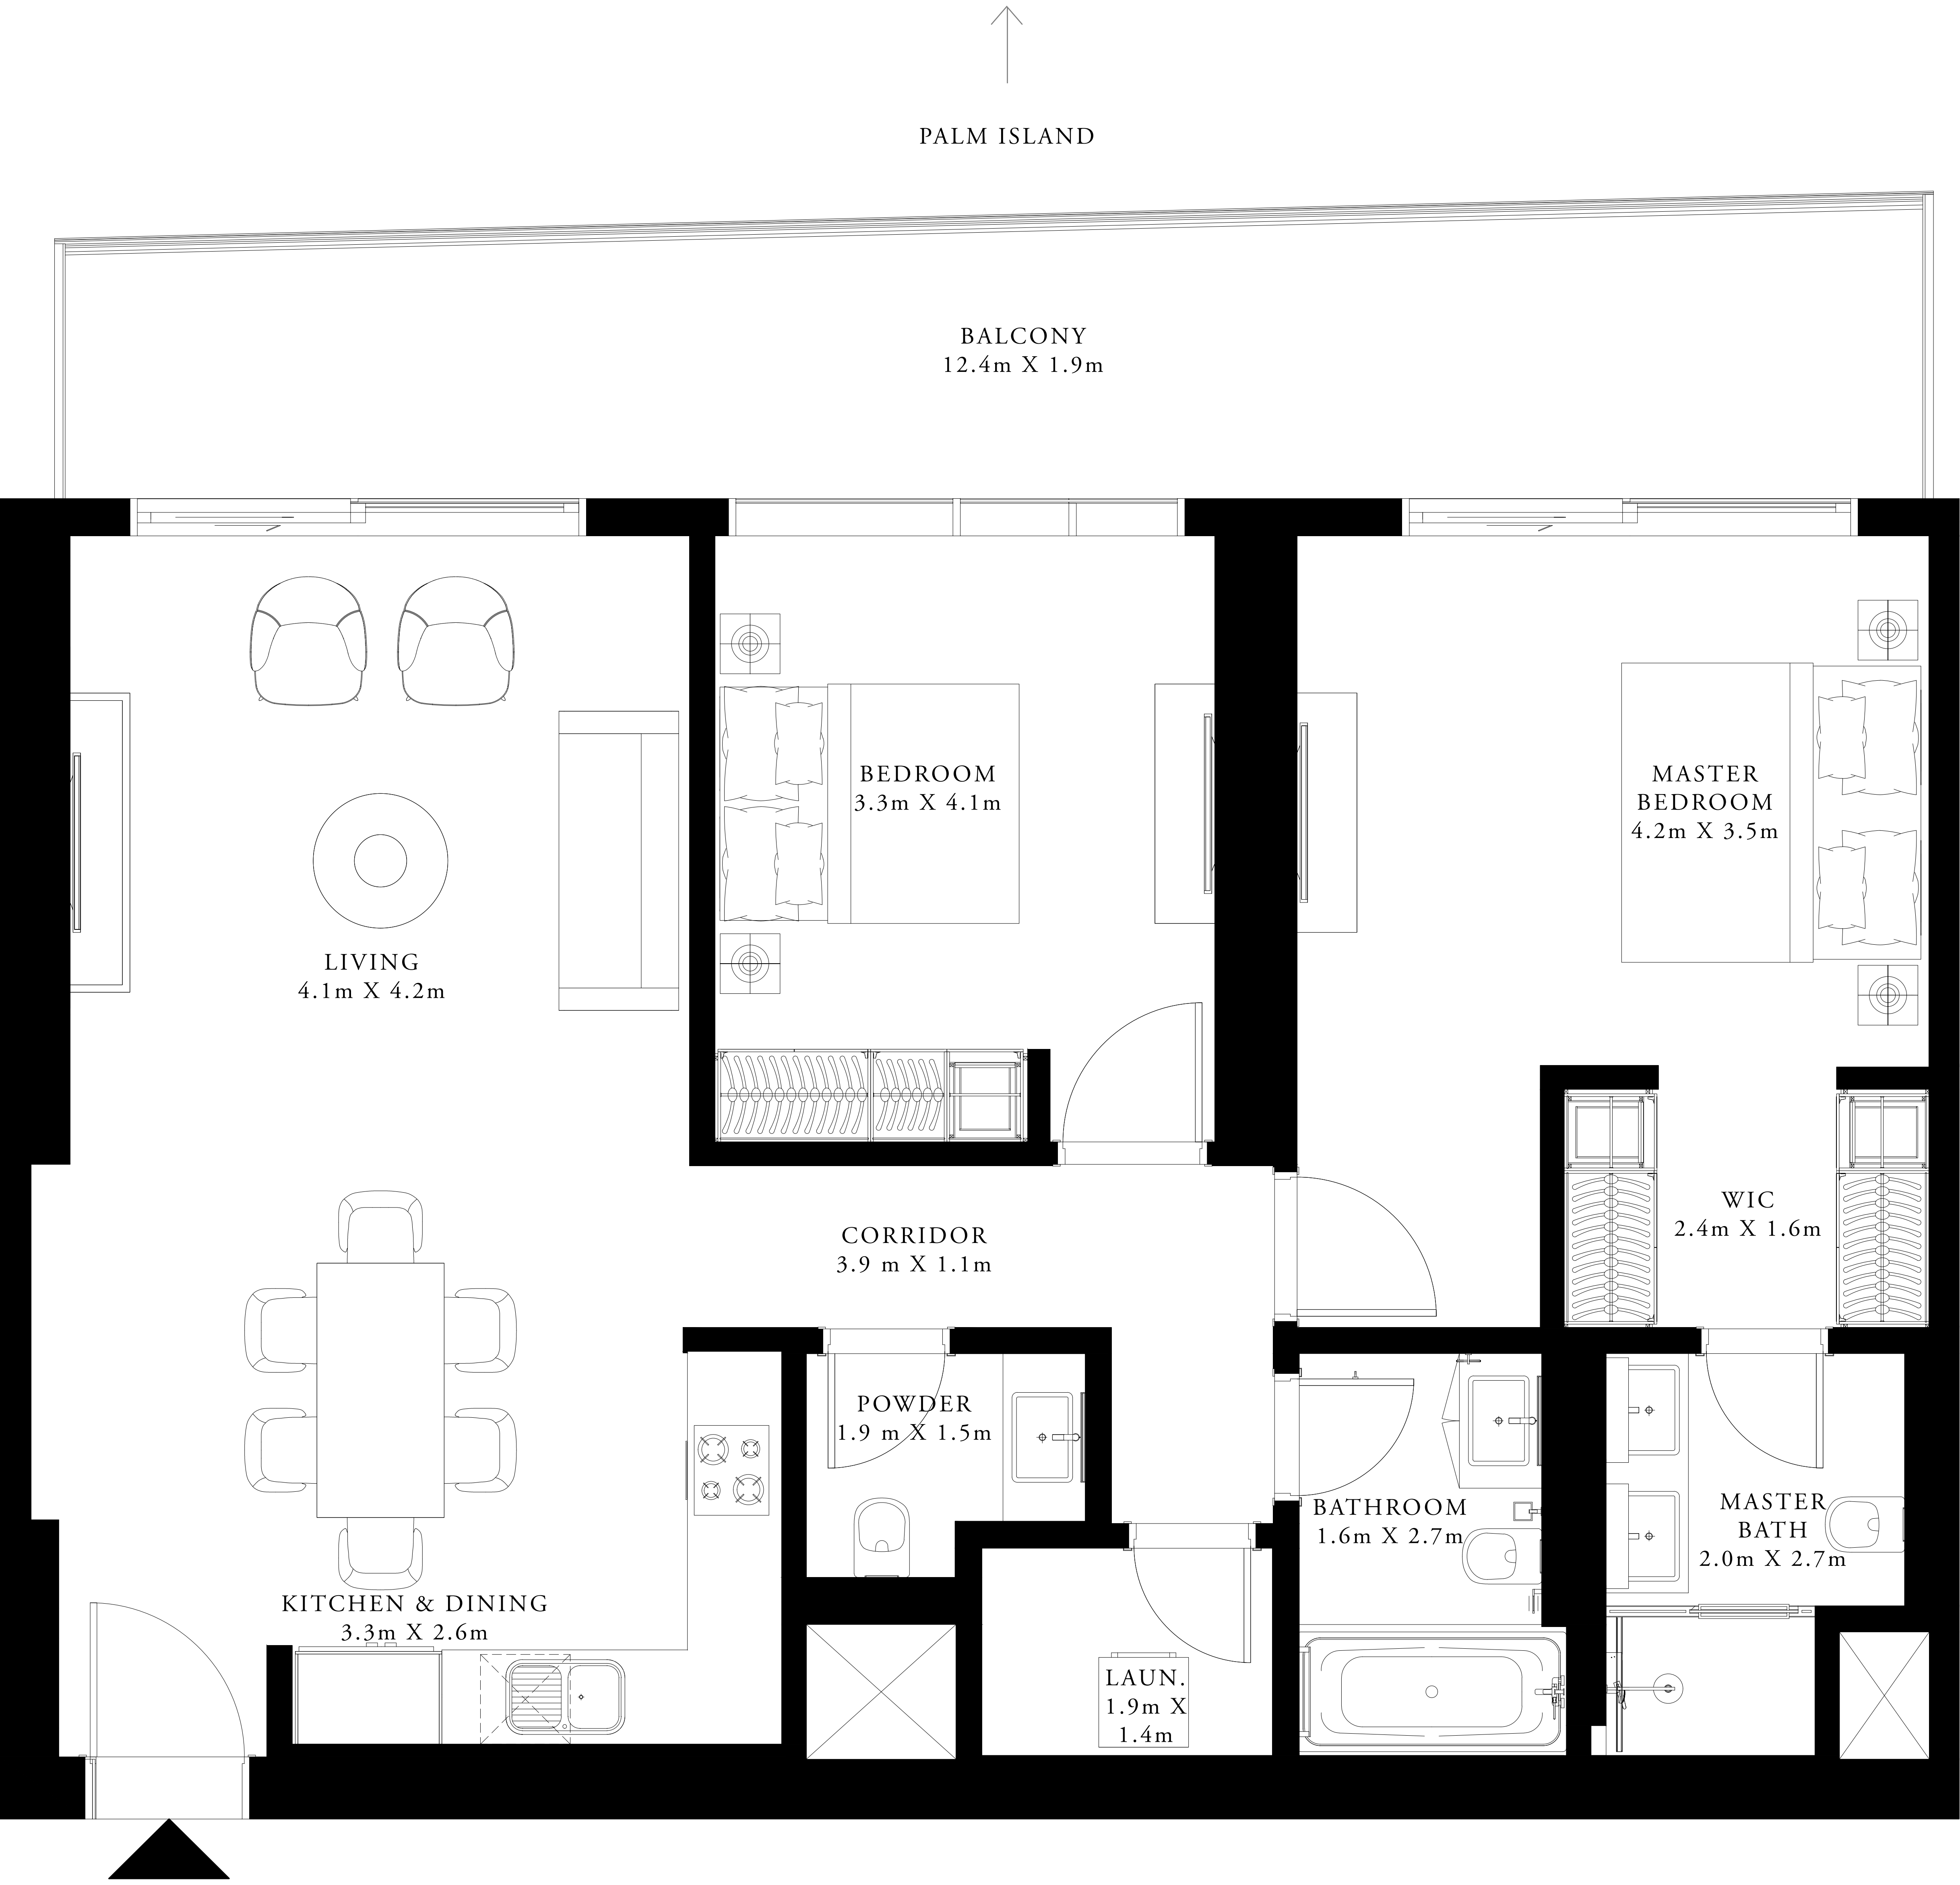 PALM ISLAND
BALCONY
12.4m X 1.9m
BEDROOM
3.3m X 4.1m
MASTER
BEDROOM
4.2m X 3.5m
LIVING
4.1m X 4.2m
WIC
2.4m X 1.6m
CORRIDOR
3.9 m X 1.1m
POWDER
1.9 m X 1.5m
BATHROOM
1.6m X 2.7m
MASTER
BATH
2.0m X 2.7m
KITCHEN & DINING
3.3m X 2.6m
LAUN.
1.9m X
1.4m